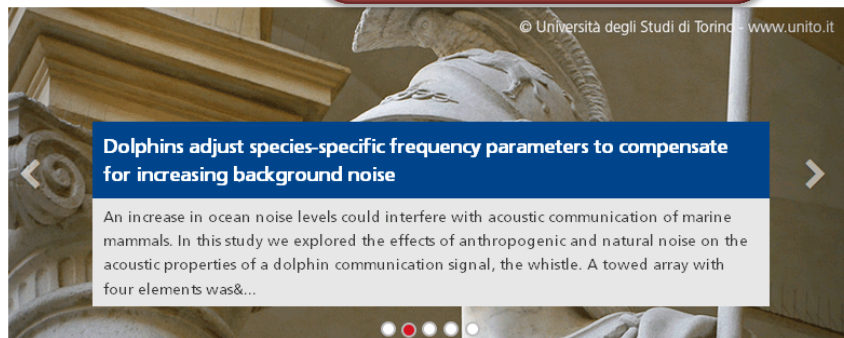 © Università degli Studi di Torino - www.unito.it
Dolphins adjust species-specific frequency parameters to compensate
for increasing background noise
An increase in ocean noise levels could interfere with acoustic communication of marine
mammals. In this study we explored the effects of anthropogenic and natural noise on the
acoustic properties of a dolphin communication signal, the whistle. A towed array with
four elements was&...